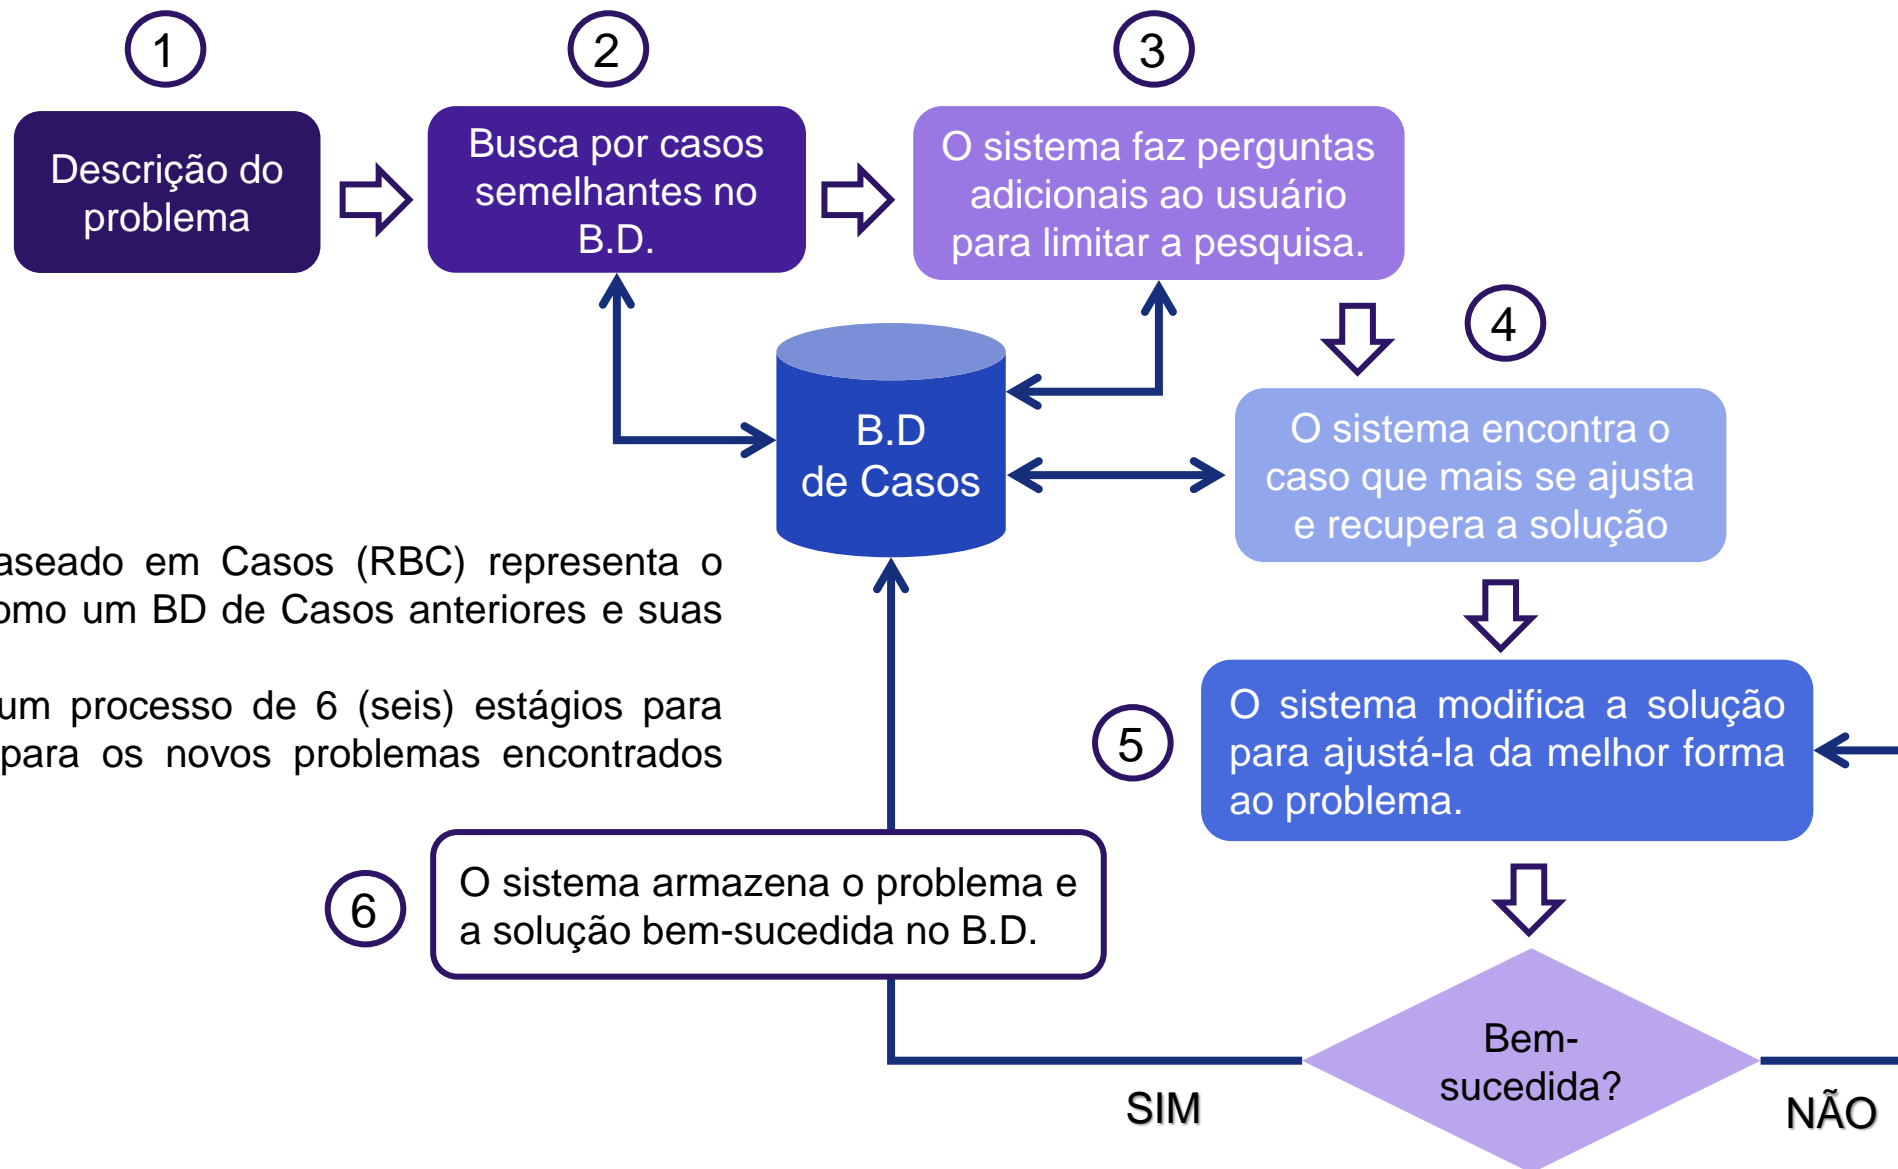 1
Descrição do
problema
2
Busca por casos
semelhantes no
B.D.
3
O sistema faz perguntas
adicionais ao usuário
para limitar a pesquisa.
4
O sistema encontra o
caso que mais se ajusta
e recupera a solução
B.D
de Casos
aseado em Casos (RBC) representa o
omo um BD de Casos anteriores e suas
um processo de 6 (seis) estágios para
para os novos problemas encontrados
5
O sistema modifica a solução
para ajustá-la da melhor forma
ao problema.
6
O sistema armazena o problema e
a solução bem-sucedida no B.D.
Bem-
sucedida?
SIM
NÃO